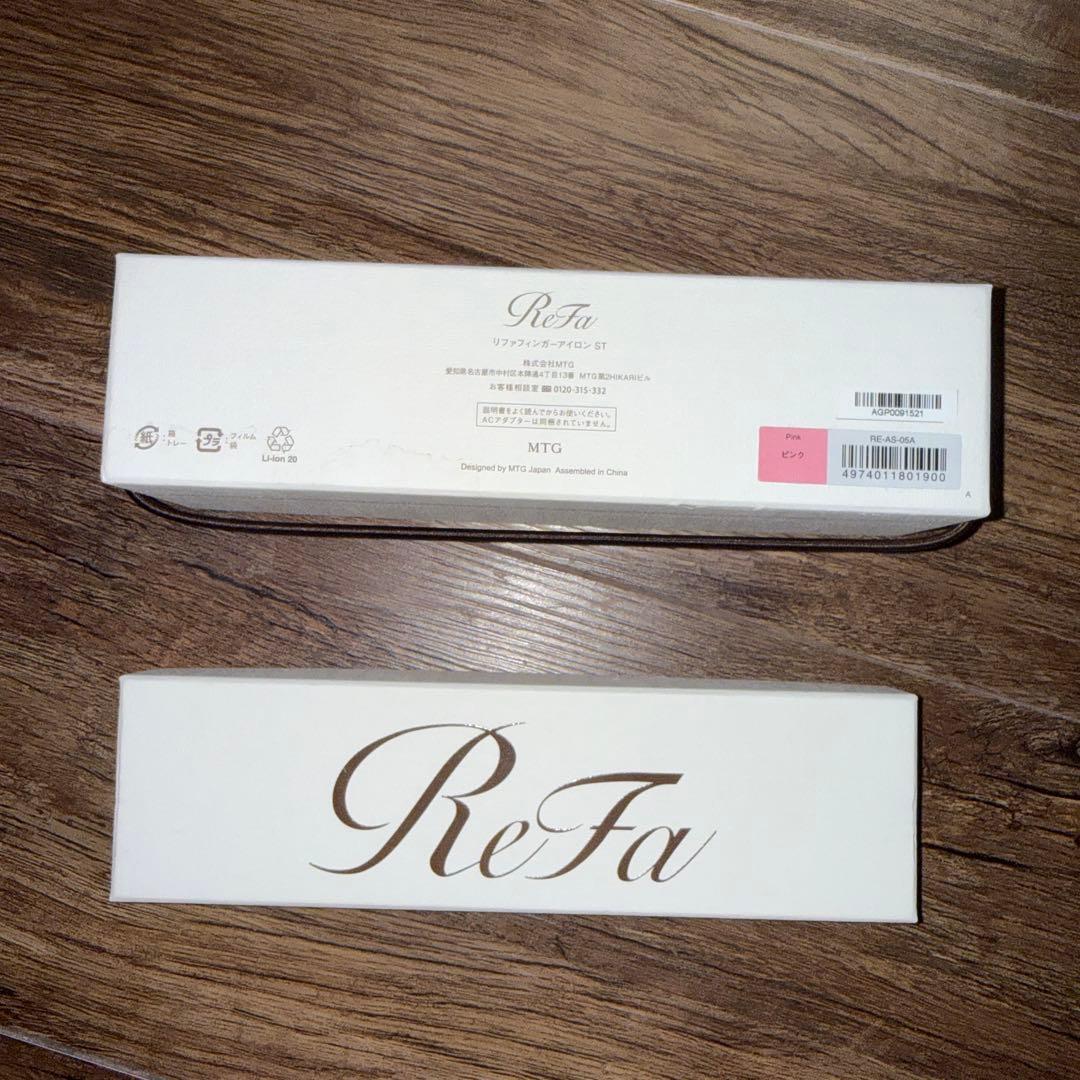 ReFa
リファフィンガーアイロン ST
株式会社MTG
愛知県名古屋市中村区本陣通4丁目13番 MTG第2HIKARIビル
お客様相談室 0120-315-332
説明書をよく読んでからお使いください。
ACアダプターは同梱されていません。
MTG
Designed by MTG Japan Assembled in China
紙 : 箱
トレー
プラ : フィルム
袋
Li-ion 20
AGP0091521
Pink
ピンク
RE-AS-05A
4974011801900
A
ReFa